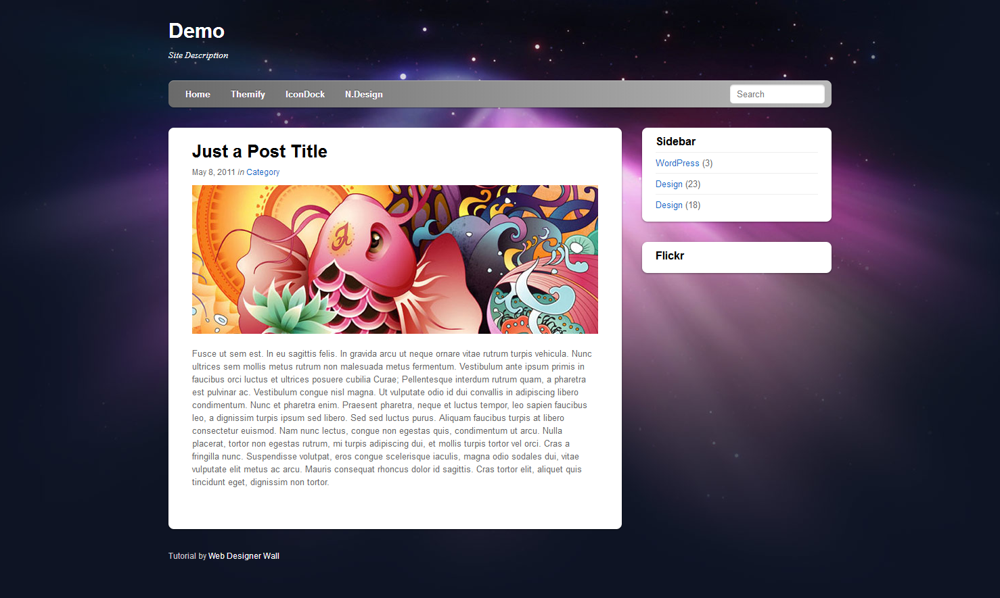 Demo
Site Description
Home Themify IconDock N.Design Search
Just a Post Title
May 8, 2011 in Category
Fusce ut sem est. In eu sagittis felis. In gravida arcu ut neque ornare vitae rutrum turpis vehicula. Nunc
ultrices sem mollis metus rutrum non malesuada metus fermentum. Vestibulum ante ipsum primis in
faucibus orci luctus et ultrices posuere cubilia Curae; Pellentesque interdum rutrum quam, a pharetra
est pulvinar ac. Vestibulum congue nisl magna. Ut vulputate odio id dui convallis in adipiscing libero
condimentum. Nunc et pharetra enim. Praesent pharetra, neque et luctus tempor, leo sapien faucibus
leo, a dignissim turpis ipsum sed libero. Sed sed luctus purus. Aliquam faucibus turpis at libero
consectetur euismod. Nam nunc lectus, congue non egestas quis, condimentum ut arcu. Nulla
placerat, tortor non egestas rutrum, mi turpis adipiscing dui, et mollis turpis tortor vel orci. Cras a
fringilla nunc. Suspendisse volutpat, eros congue scelerisque iaculis, magna odio sodales dui, vitae
vulputate elit metus ac arcu. Mauris consequat rhoncus dolor id sagittis. Cras tortor elit, aliquet quis
tincidunt eget, dignissim non tortor.
Sidebar
WordPress (3)
Design (23)
Design (18)
Flickr
Tutorial by Web Designer Wall